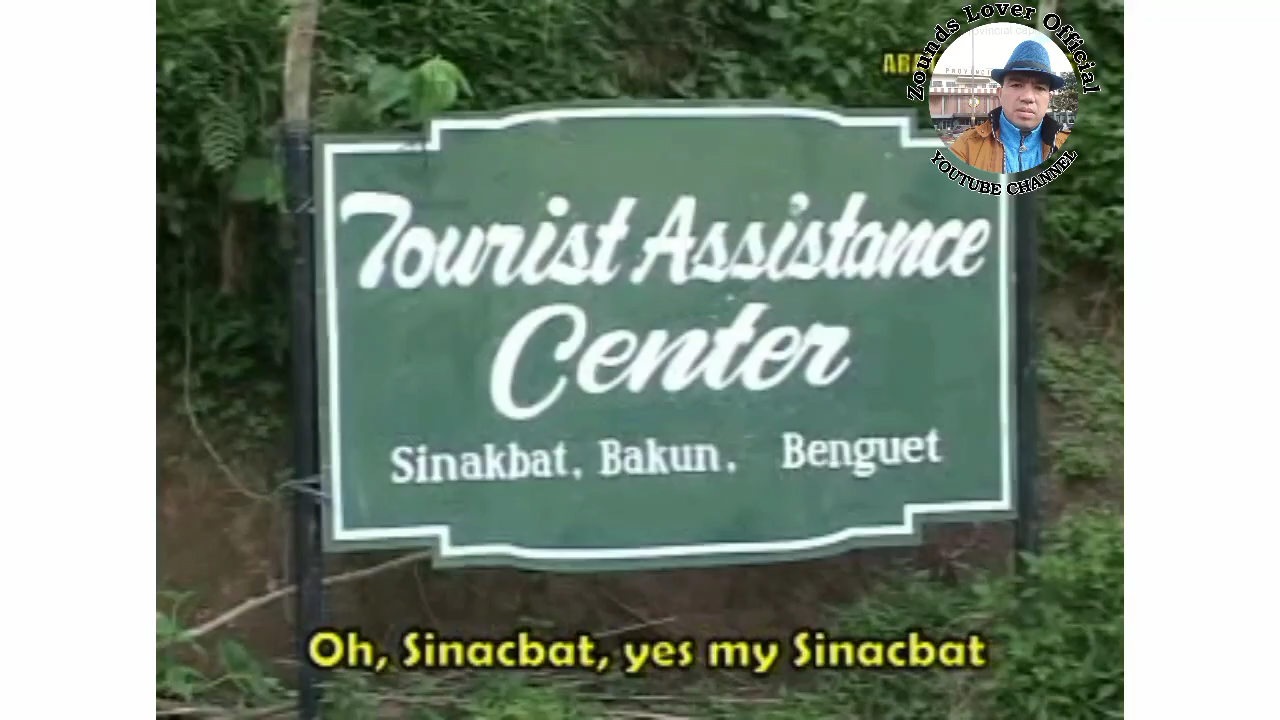 Zounds Lover Official
YOUTUBE CHANNEL
Tourist Assistance
Center
Sinakbat, Bakun, Benguet
Oh, Sinacbat, yes my Sinacbat